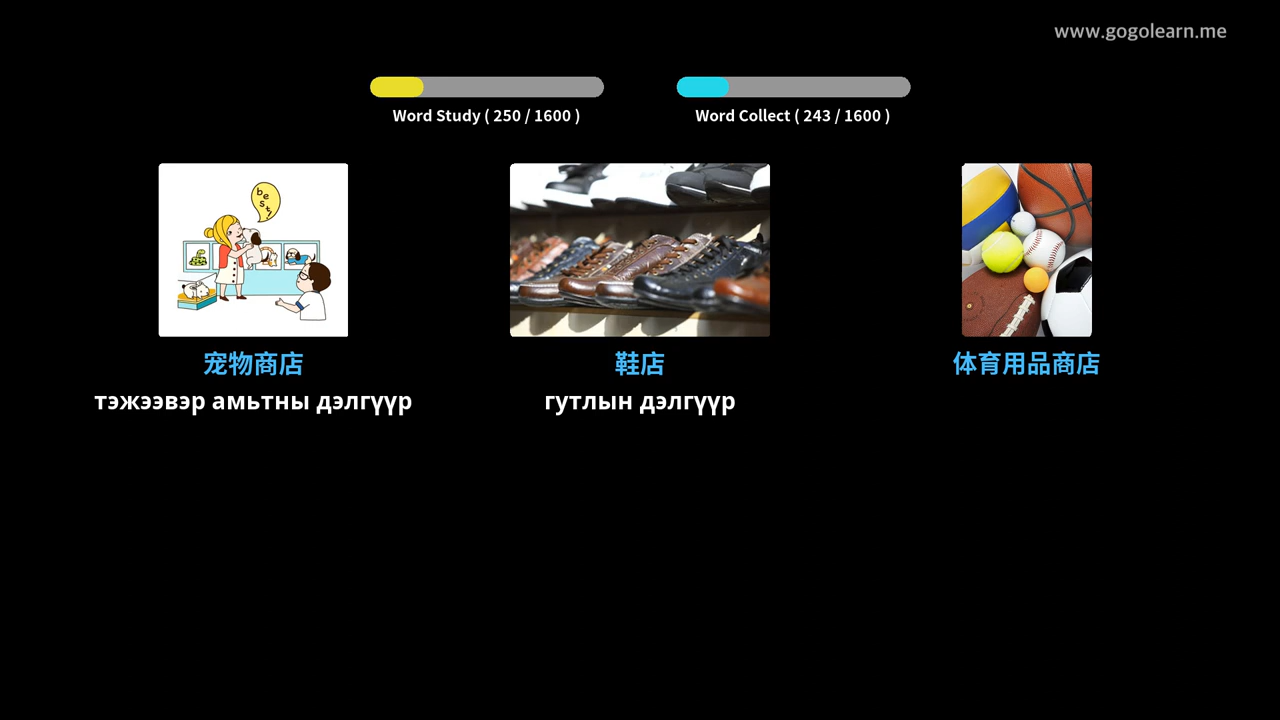 www.gogolearn.me
Word Study ( 250 / 1600 )
Word Collect ( 243 / 1600 )
best,
宠物商店
鞋店
体育用品商店
тэжээвэр амьтны дэлгүүр
гутлын дэлгүүр